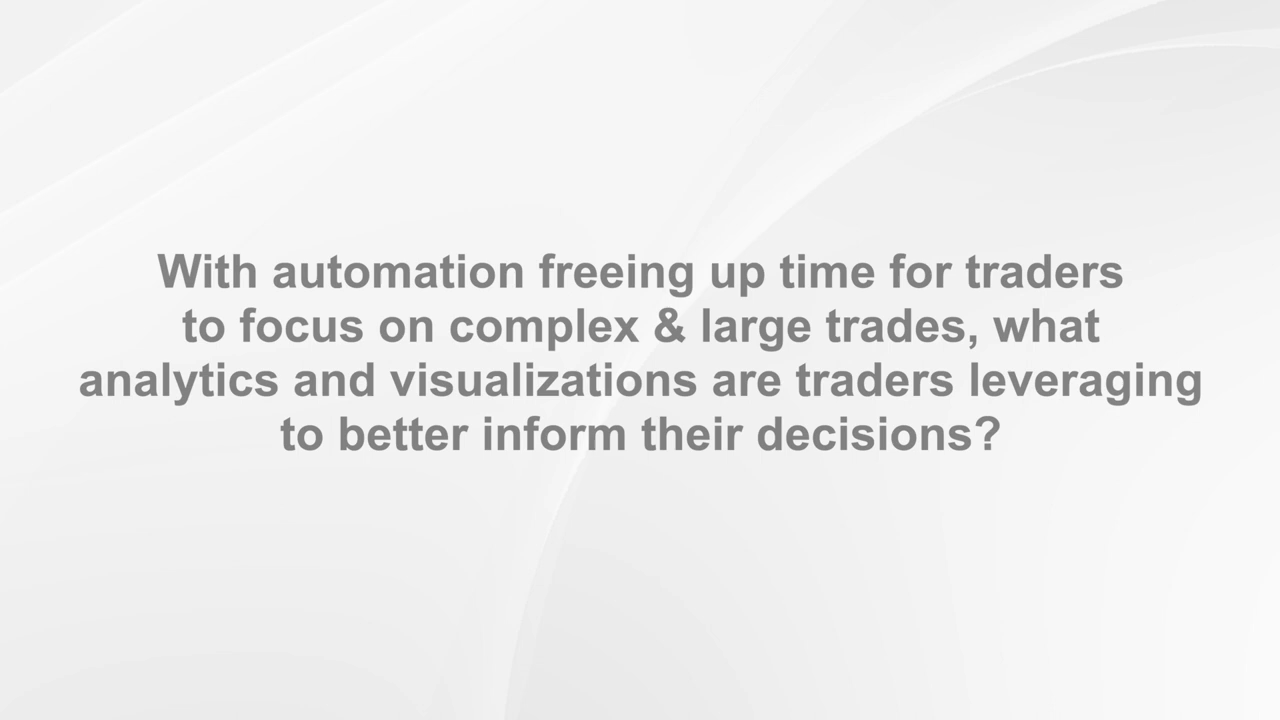 With automation freeing up time for traders
to focus on complex & large trades, what
analytics and visualizations are traders leveraging
to better inform their decisions?